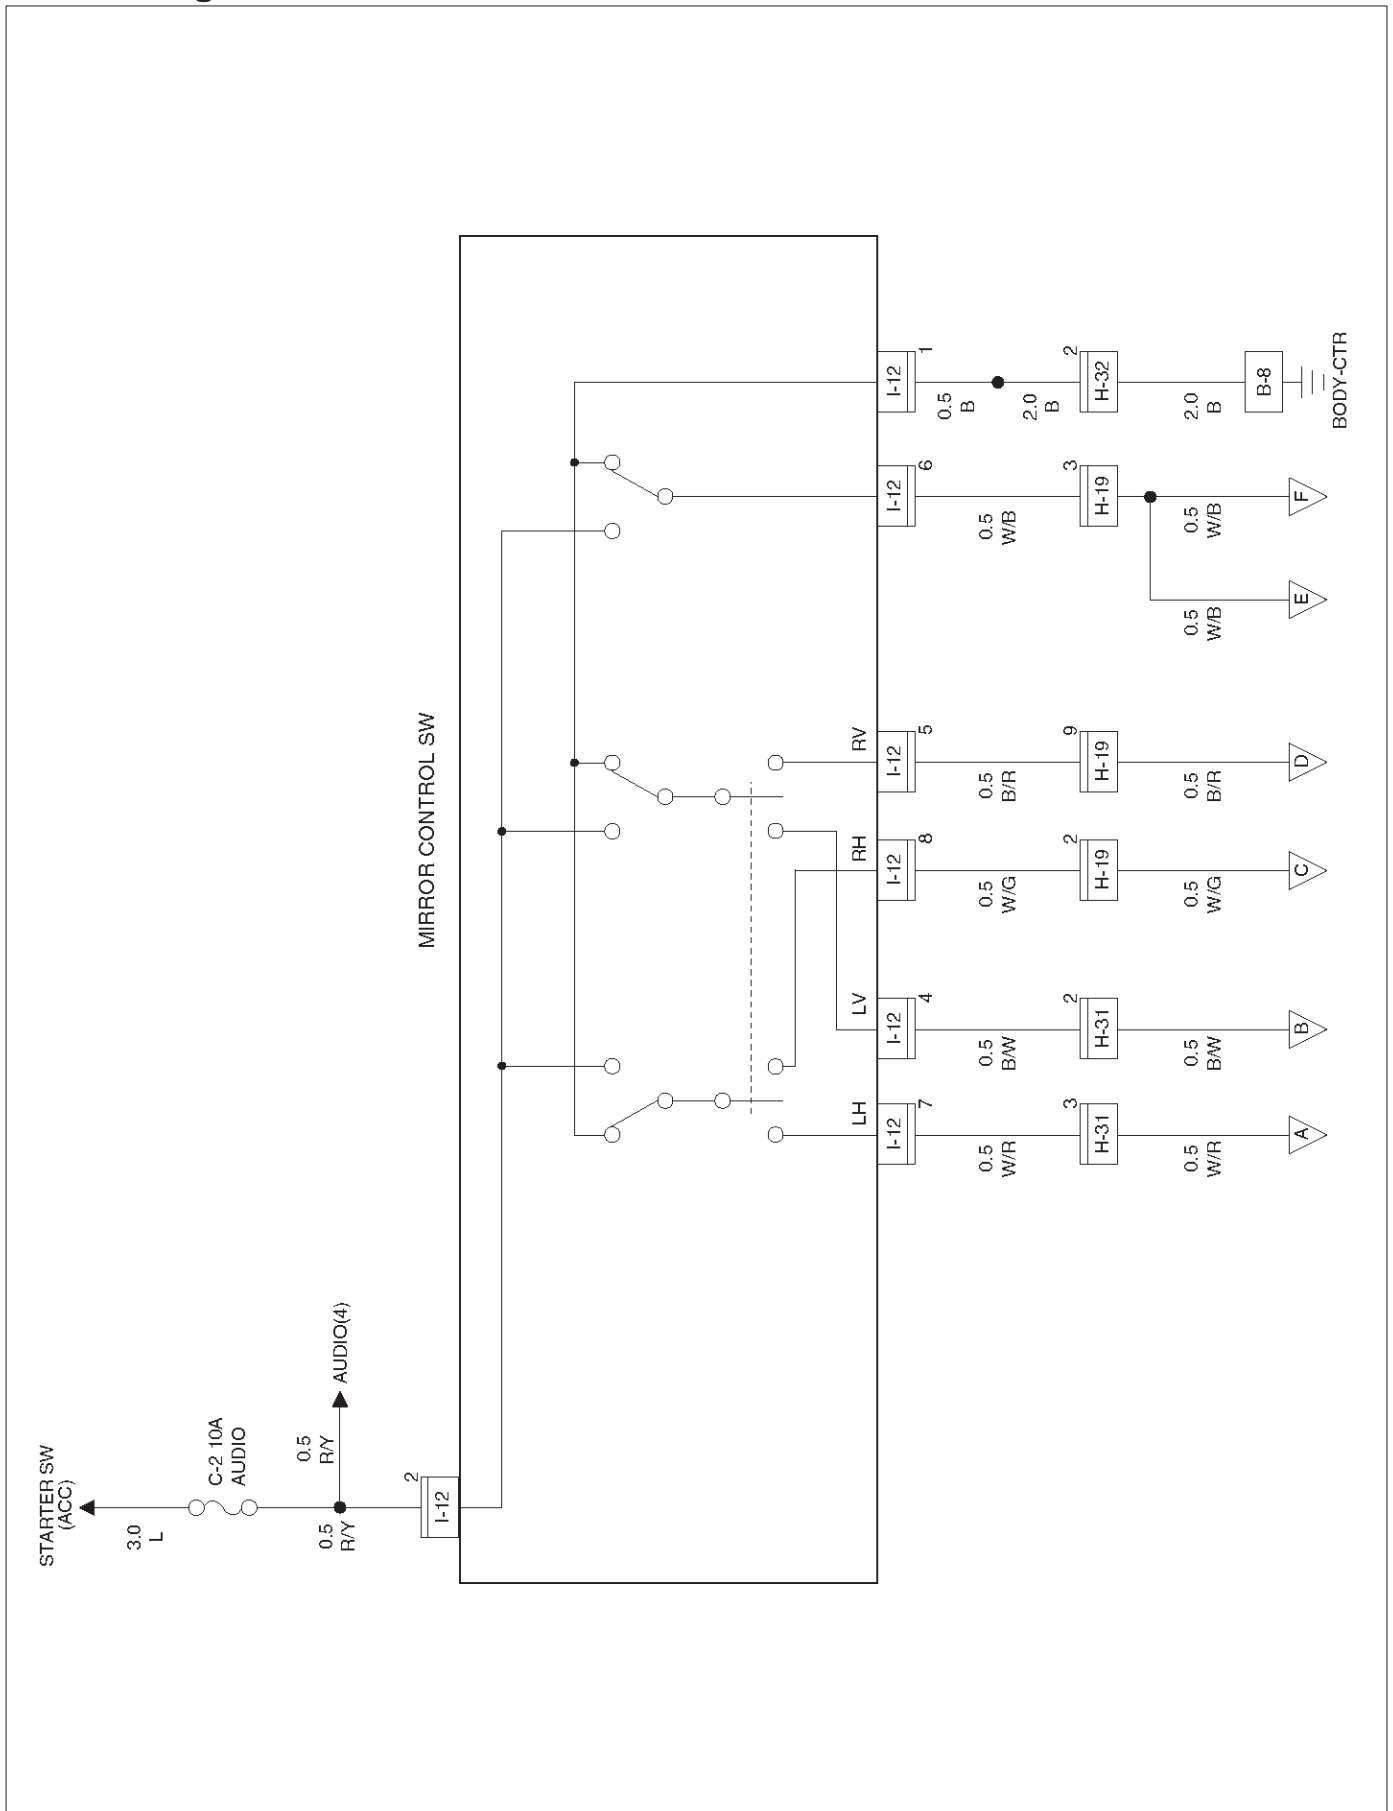 STARTER SW
(ACC)
3.0
L
C-2 10A
AUDIO
0.5
R/Y
AUDIO(4)
0.5
R/Y
2
I-12
MIRROR CONTROL SW
LH
LV
RH
RV
I-12
7
I-12
4
I-12
8
I-12
5
I-12
6
I-12
1
0.5
W/R
0.5
B/W
0.5
W/G
0.5
B/R
0.5
W/B
0.5
B
2.0
B
3
H-31
2
H-31
2
H-19
9
H-19
3
H-19
2
H-32
0.5
W/R
0.5
B/W
0.5
W/G
0.5
B/R
0.5
W/B
0.5
W/B
2.0
B
B-8
A
B
C
D
E
F
BODY-CTR